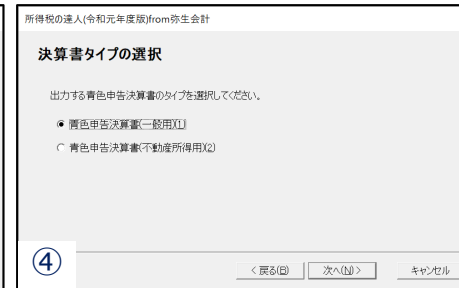 所得税の達人(令和元年度版)from弥生会計
決算書タイプの選択
出力する青色申告決算書のタイプを選択してください。
青色申告決算書(一般用)(1)
青色申告決算書(不動産所得用)(2)
④
< 戻る(B)
次へ(N) >
キャンセル